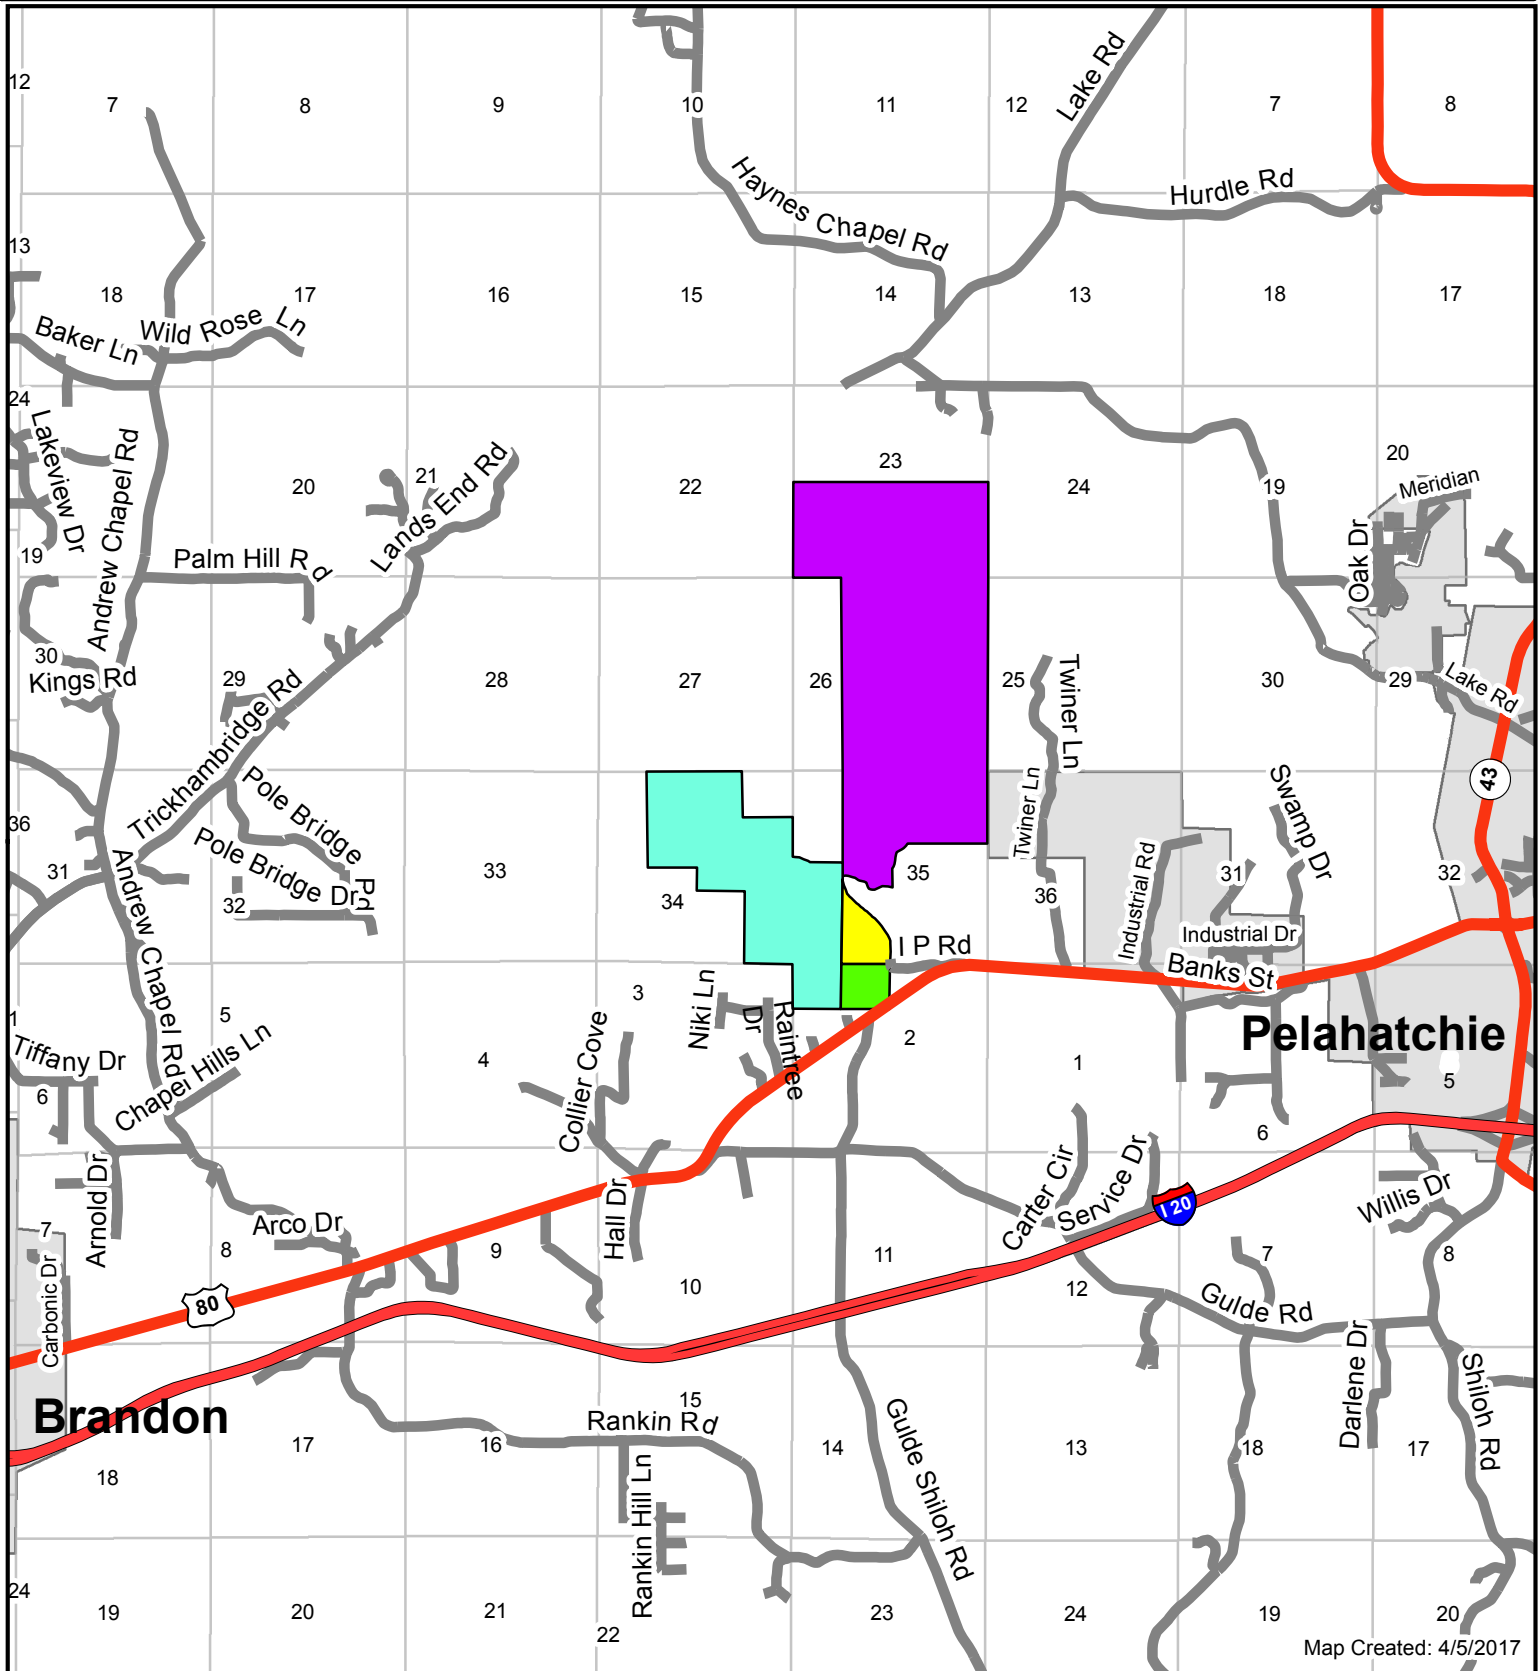 12
7
8
9
10
11
12
Lake Rd
7
8
Haynes Chapel Rd
Hurdle Rd
13
18
17
16
15
14
13
18
17
Baker Ln
Wild Rose Ln
24
Lakeview Dr
Andrew Chapel Rd
20
21
Lands End Rd
22
23
24
19
20
Meridian
Oak Dr
19
Palm Hill Rd
30
Kings Rd
29
Trickhambridge Rd
28
27
26
25
Twiner Ln
30
29
Lake Rd
43
36
31
Pole Bridge Rd
Pole Bridge Dr
32
33
34
35
Twiner Ln
36
Industrial Rd
31
Swamp Dr
32
Industrial Dr
Andrew Chapel Rd
I P Rd
Banks St
1
5
3
Niki Ln
Raintree Dr
2
Pelahatchie
Tiffany Dr
6
Chapel Hills Ln
4
Collier Cove
1
5
6
Arnold Dr
Hall Dr
Carter Cir
Service Dr
I 20
Willis Dr
7
Carbonic Dr
8
Arco Dr
9
80
10
11
12
7
8
Gulde Rd
Darlene Dr
Shiloh Rd
Brandon
15
Rankin Rd
18
17
16
14
13
18
17
Rankin Hill Ln
Gulde Shiloh Rd
24
19
20
21
22
23
24
19
20
Map Created: 4/5/2017